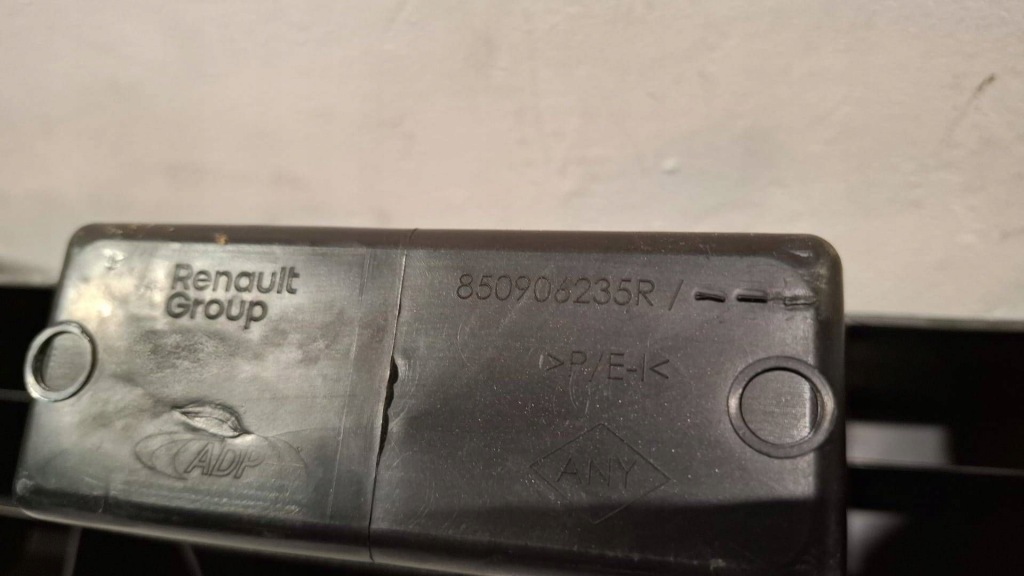 Renault
Group
850906235R / ---
>P/E-I<
ADP
ANY